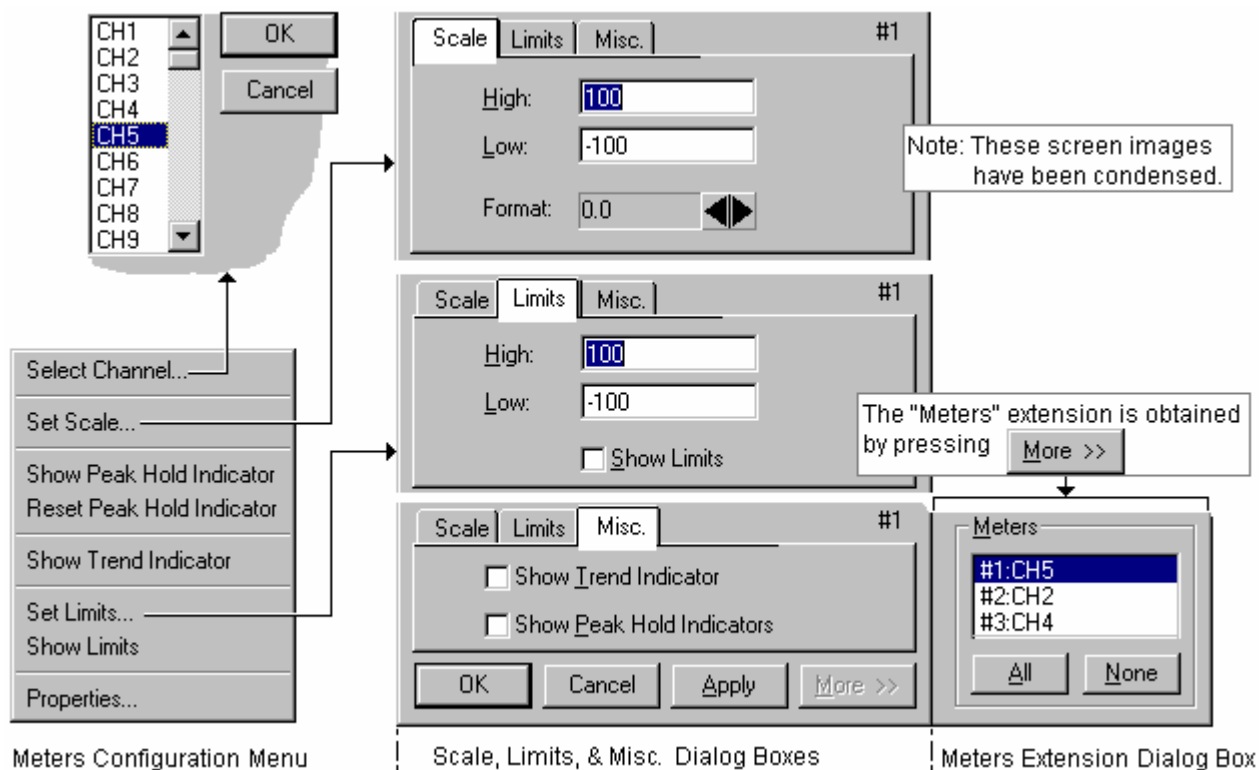 CH1
CH2
CH3
CH4
CH5
CH6
CH7
CH8
CH9
OK
Cancel
Select Channel...
Set Scale...
Show Peak Hold Indicator
Reset Peak Hold Indicator
Show Trend Indicator
Set Limits...
Show Limits
Properties...
Meters Configuration Menu
Scale Limits Misc. #1
High: 100
Low: -100
Format: 0.0
Note: These screen images
have been condensed.
Scale Limits Misc. #1
High: 100
Low: -100
Show Limits
The "Meters" extension is obtained
by pressing More >>
Scale Limits Misc. #1
Show Trend Indicator
Show Peak Hold Indicators
OK Cancel Apply More >>
Scale, Limits, & Misc. Dialog Boxes
Meters
#1:CH5
#2:CH2
#3:CH4
All None
Meters Extension Dialog Box